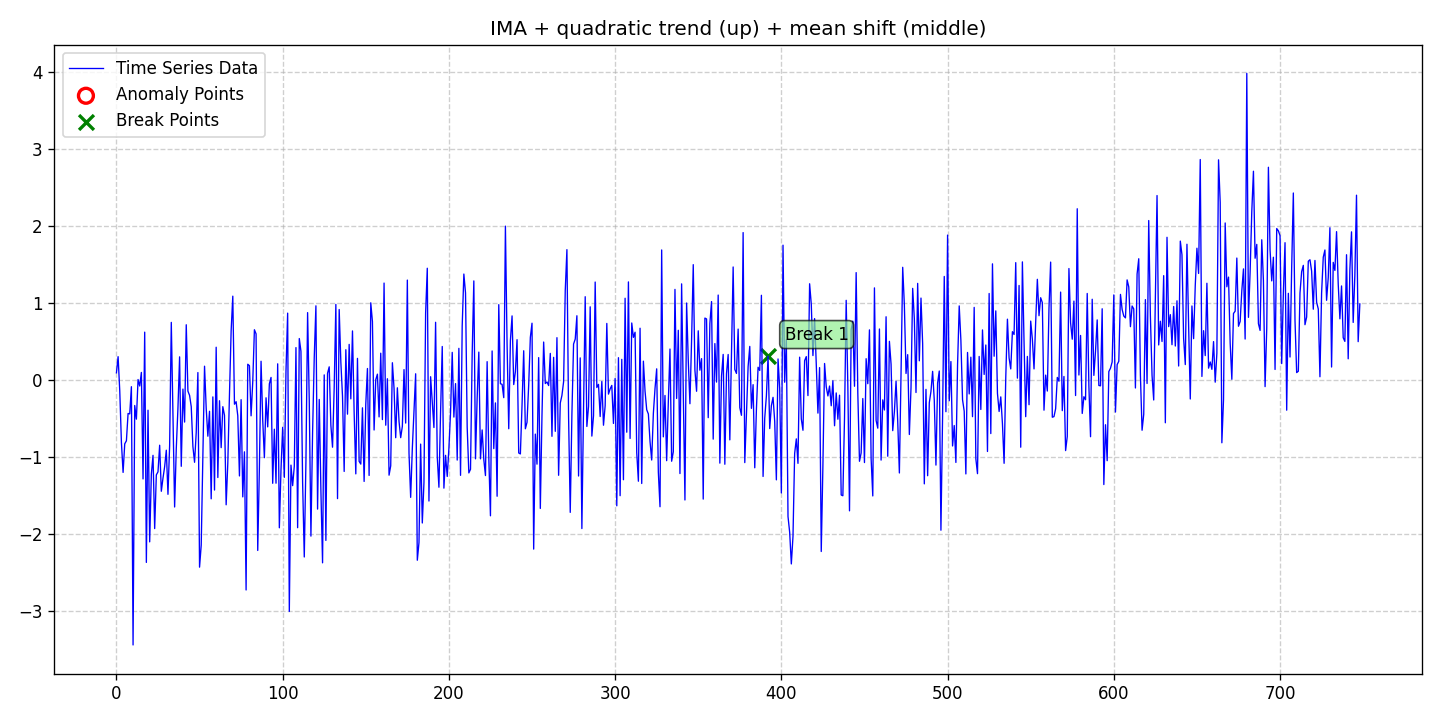 IMA + quadratic trend (up) + mean shift (middle)
Time Series Data
Anomaly Points
Break Points
Break 1
4
3
2
1
0
−1
−2
−3
0 100 200 300 400 500 600 700